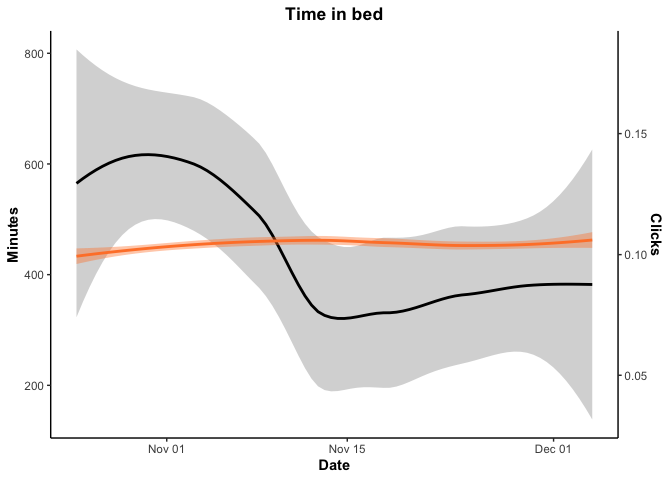 Time in bed
800
600
400
200
Minutes
0.15
0.10
0.05
Clicks
Nov 01
Nov 15
Dec 01
Date